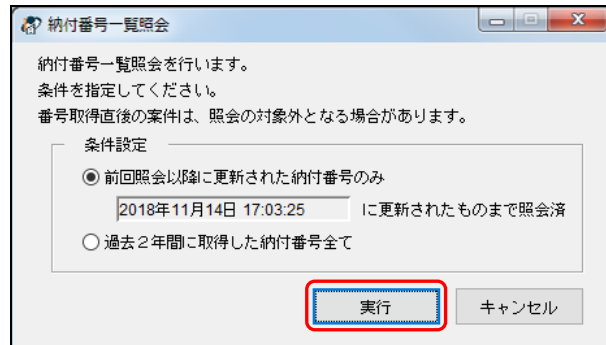 納付番号一覧照会
納付番号一覧照会を行います。
条件を指定してください。
番号取得直後の案件は、照会の対象外となる場合があります。
条件設定
前回照会以降に更新された納付番号のみ
2018年11月14日 17:03:25 に更新されたものまで照会済
過去２年間に取得した納付番号全て
実行 キャンセル